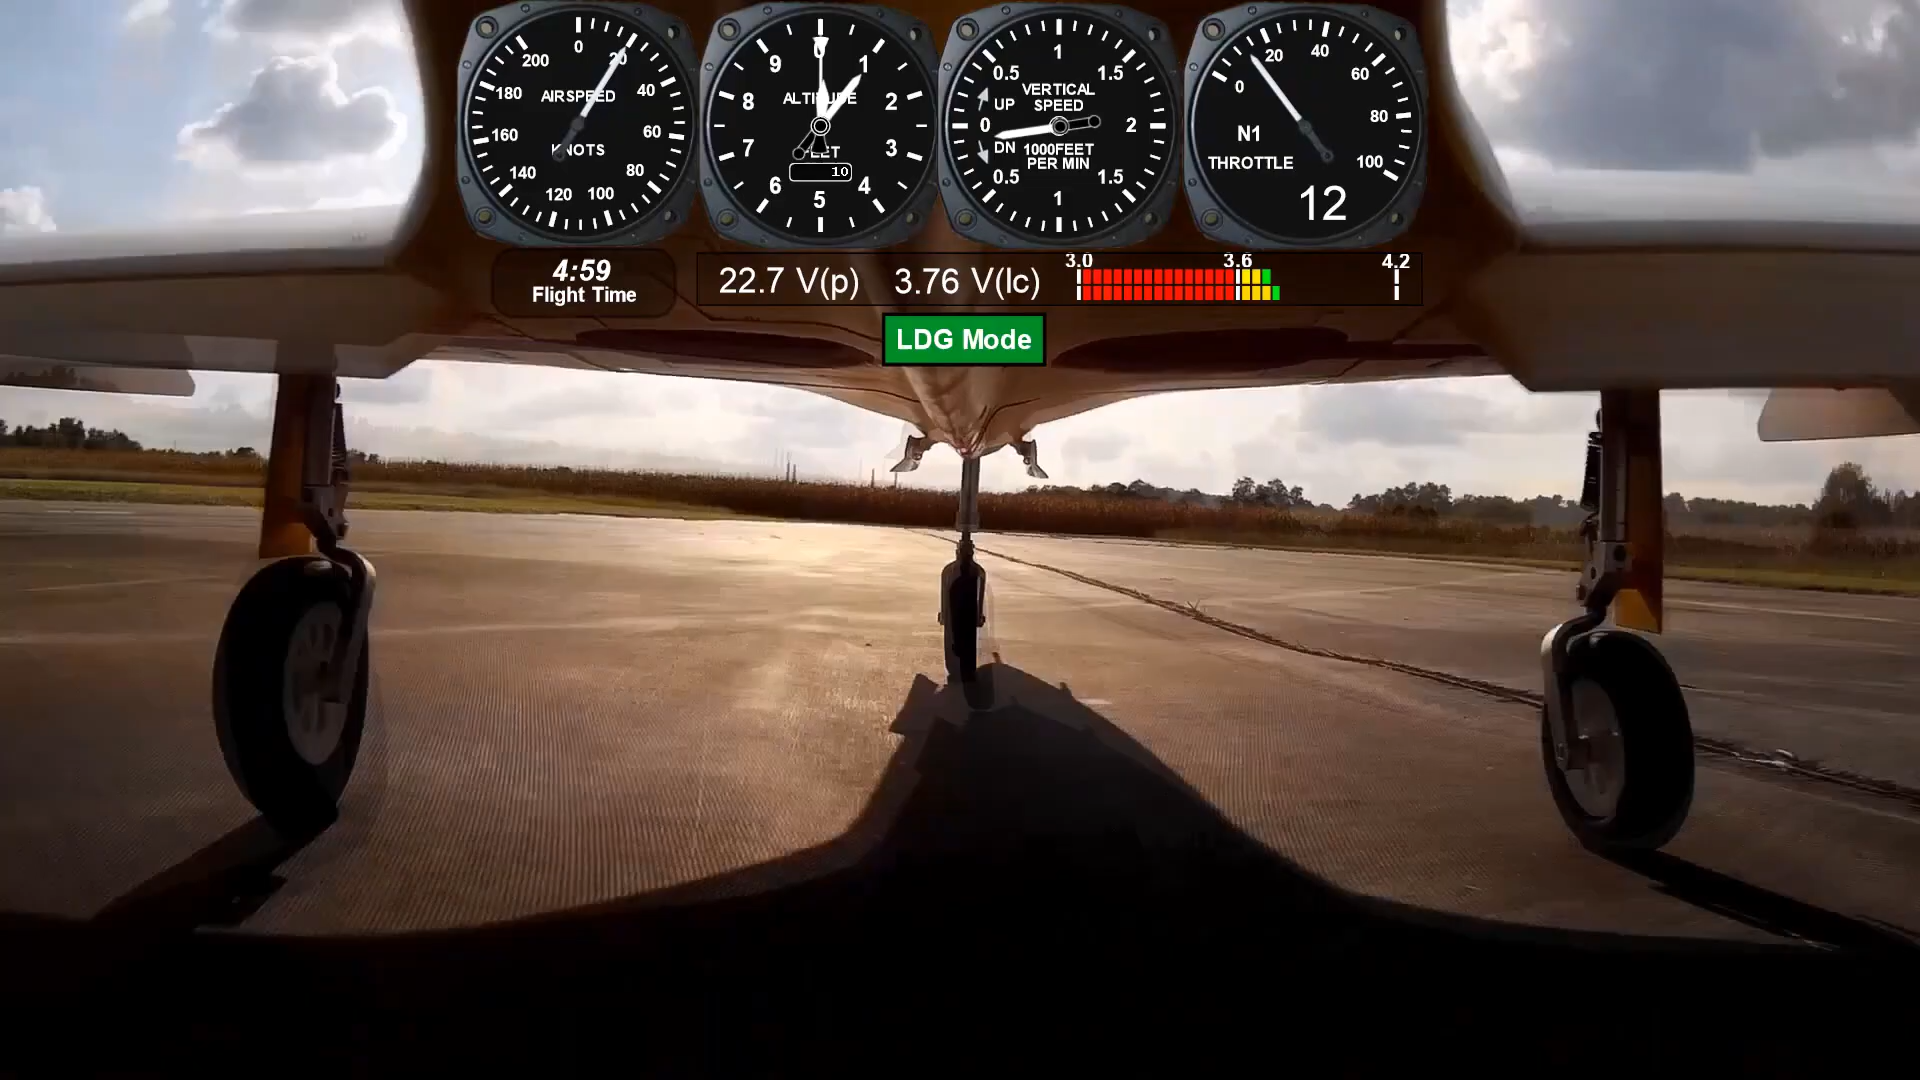 0
20
40
60
80
100
120
140
160
180
200
AIRSPEED
KNOTS
0
1
2
3
4
5
6
7
8
9
ALTITUDE
FEET
10
1
0.5 1.5
VERTICAL
UP SPEED
0 2
DN 1000FEET
PER MIN
0.5 1.5
1
0
20
40
60
80
100
N1
THROTTLE
12
4:59
Flight Time
22.7 V(p) 3.76 V(lc)
3.0 3.6 4.2
LDG Mode